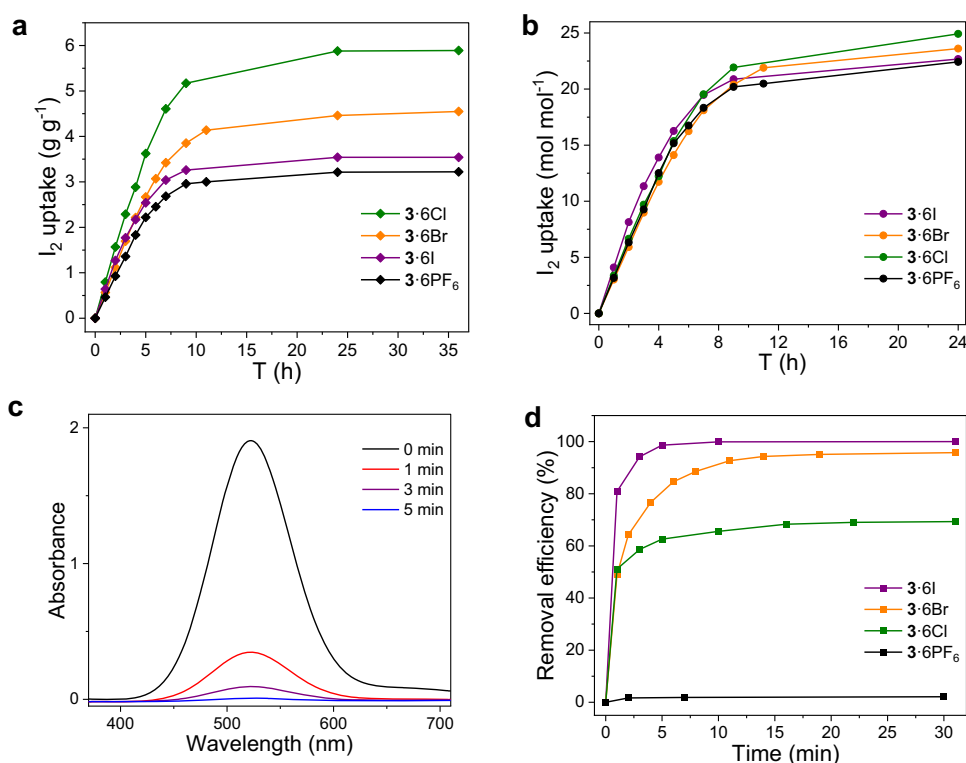 a
I₂ uptake (g g⁻¹)
6
5
4
3
2
1
0
3·6Cl
3·6Br
3·6I
3·6PF₆
0 5 10 15 20 25 30 35
T (h)
b
I₂ uptake (mol mol⁻¹)
25
20
15
10
5
0
3·6I
3·6Br
3·6Cl
3·6PF₆
0 4 8 12 16 20 24
T (h)
c
Absorbance
2
1
0
0 min
1 min
3 min
5 min
400 500 600 700
Wavelength (nm)
d
Removal efficiency (%)
100
80
60
40
20
0
3·6I
3·6Br
3·6Cl
3·6PF₆
0 5 10 15 20 25 30
Time (min)